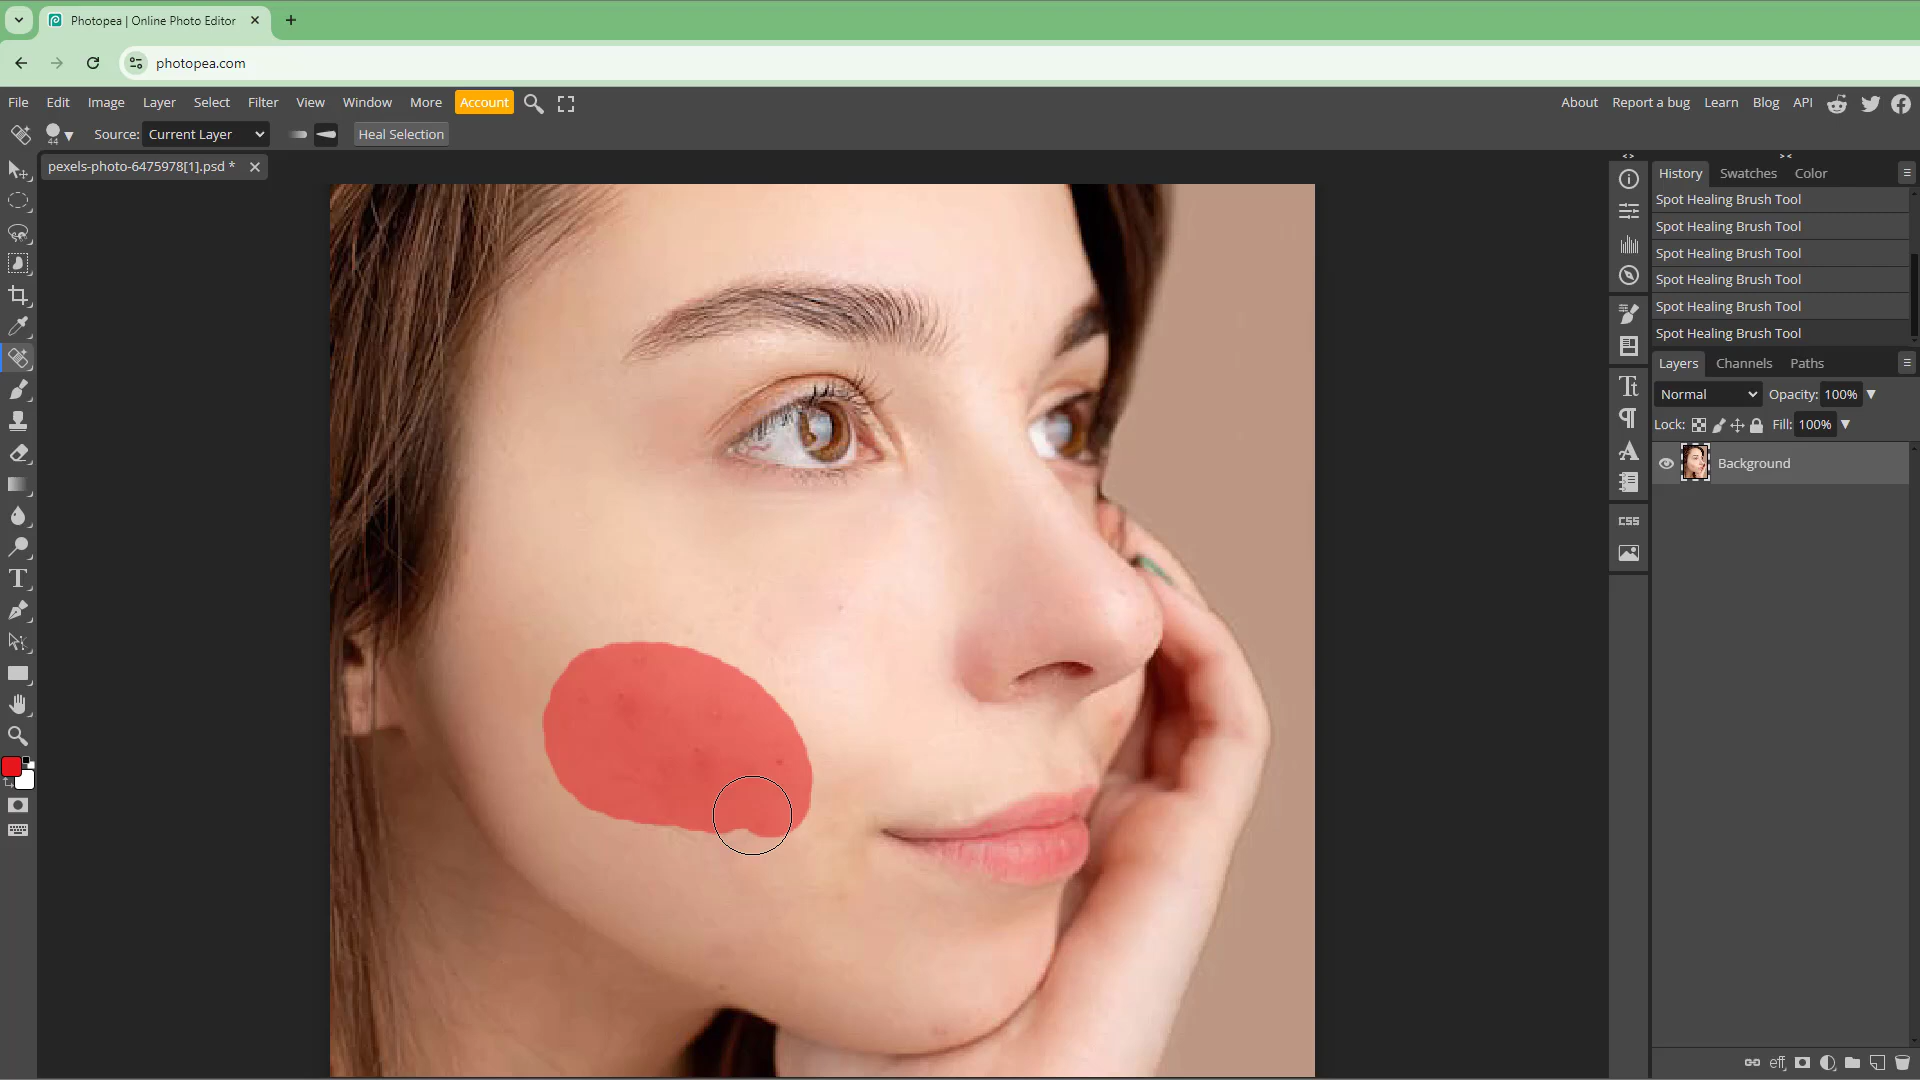 Photopea | Online Photo Editor
photopea.com
File Edit Image Layer Select Filter View Window More Account
About Report a bug Learn Blog API
44 Source: Current Layer Heal Selection
pexels-photo-6475978[1].psd *
History Swatches Color
Spot Healing Brush Tool
Spot Healing Brush Tool
Spot Healing Brush Tool
Spot Healing Brush Tool
Spot Healing Brush Tool
Spot Healing Brush Tool
Layers Channels Paths
Normal Opacity: 100%
Lock: Fill: 100%
Background
CSS
eff